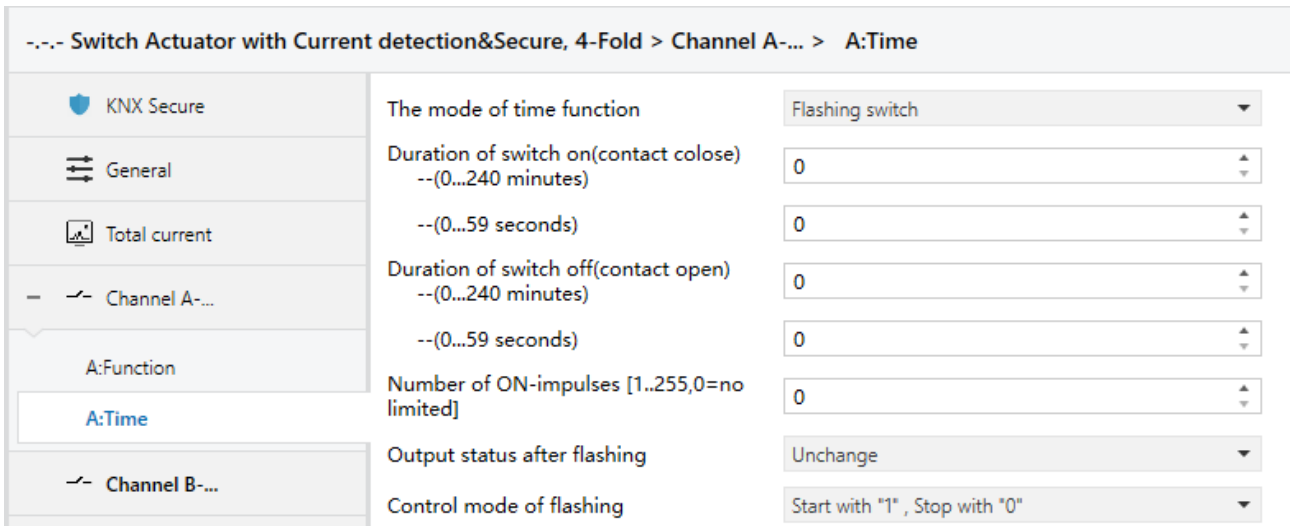 -.-.- Switch Actuator with Current detection&Secure, 4-Fold > Channel A-... > A:Time
KNX Secure
General
Total current
Channel A-...
A:Function
A:Time
Channel B-...
The mode of time function
Flashing switch
Duration of switch on(contact colose)
--(0...240 minutes)
0
--(0...59 seconds)
0
Duration of switch off(contact open)
--(0...240 minutes)
0
--(0...59 seconds)
0
Number of ON-impulses [1..255,0=no
limited]
0
Output status after flashing
Unchange
Control mode of flashing
Start with "1" , Stop with "0"